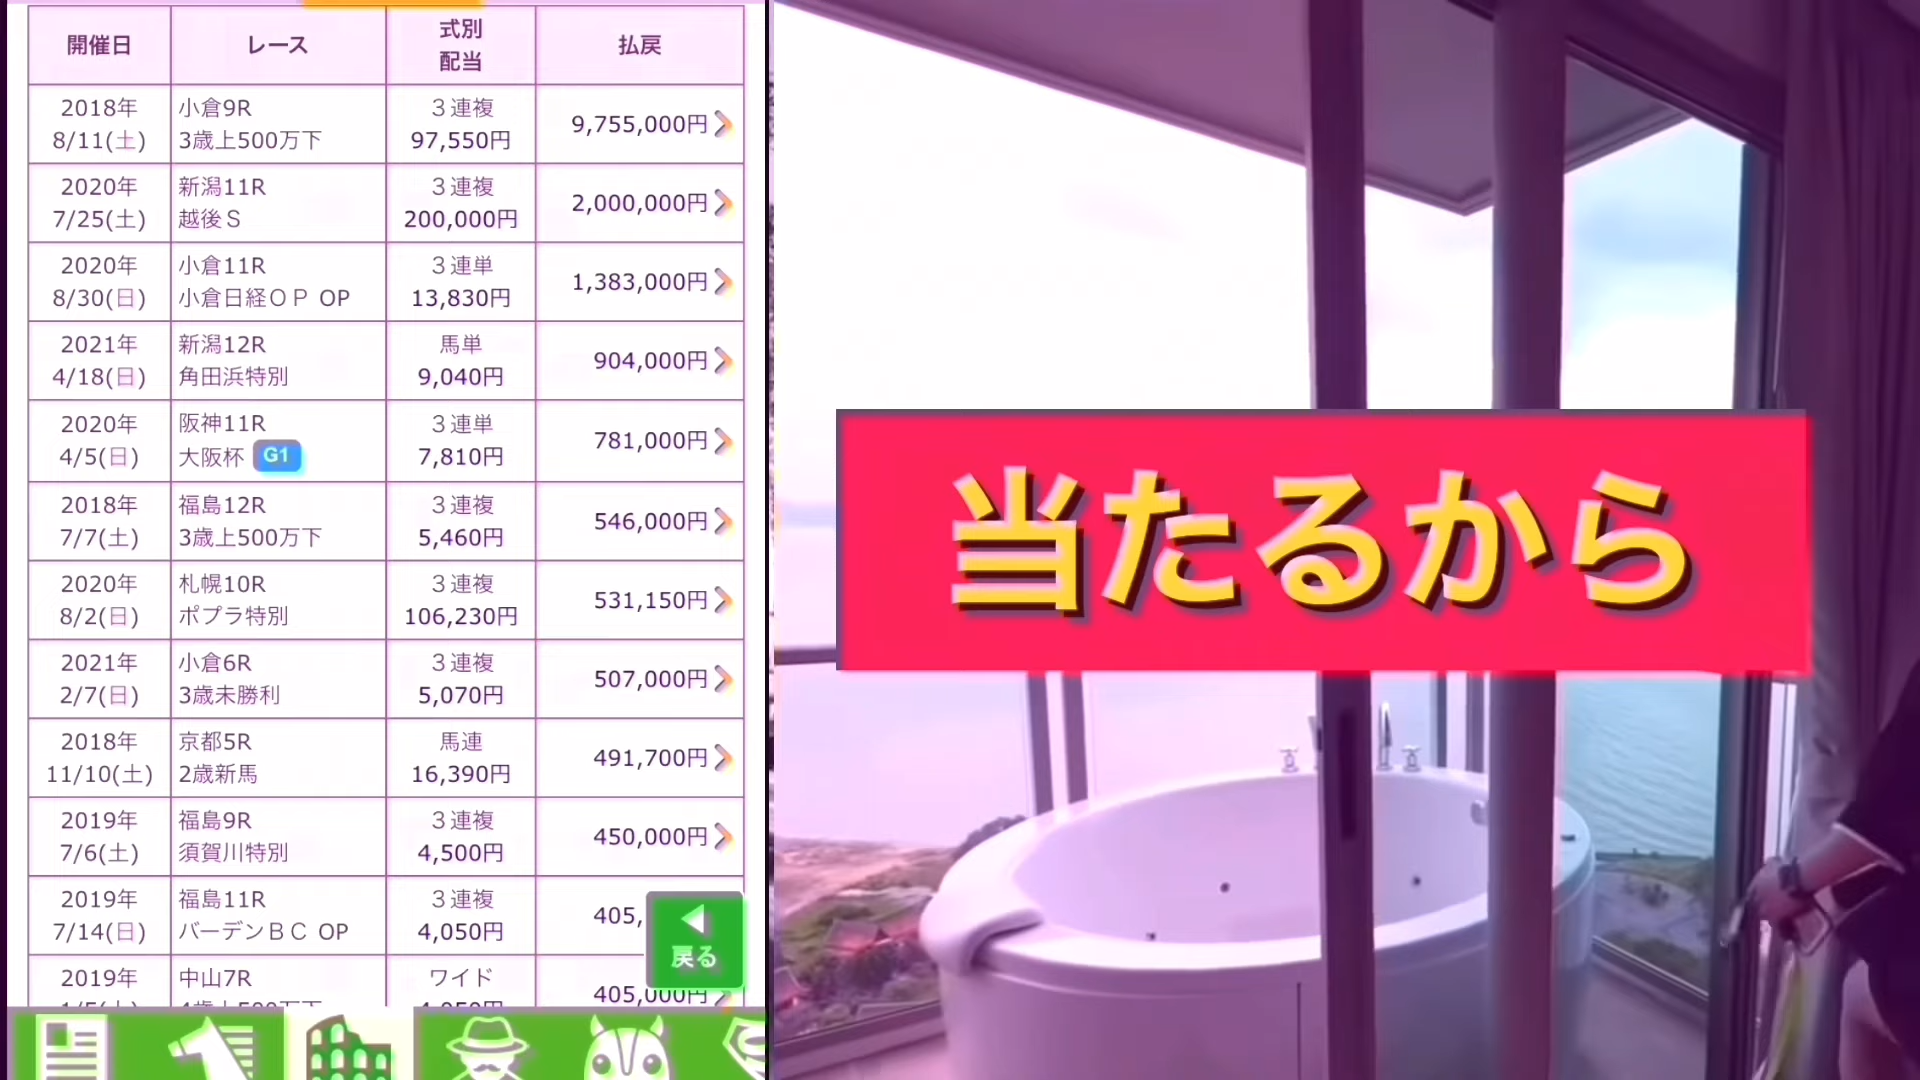 開催日 レース 式別 払戻
配当
2018年 小倉9R 3連複
8/11(土) 3歳上500万下 97,550円 9,755,000円
2020年 新潟11R 3連複
7/25(土) 越後S 200,000円 2,000,000円
2020年 小倉11R 3連単
8/30(日) 小倉日経OP OP 13,830円 1,383,000円
2021年 新潟12R 馬単
4/18(日) 角田浜特別 9,040円 904,000円
2020年 阪神11R 3連単
4/5(日) 大阪杯 G1 7,810円 781,000円
2018年 福島12R 3連複
7/7(土) 3歳上500万下 5,460円 546,000円
2020年 札幌10R 3連複
8/2(日) ポプラ特別 106,230円 531,150円
2021年 小倉6R 3連複
2/7(日) 3歳未勝利 5,070円 507,000円
2018年 京都5R 馬連
11/10(土) 2歳新馬 16,390円 491,700円
2019年 福島9R 3連複
7/6(土) 須賀川特別 4,500円 450,000円
2019年 福島11R 3連複
7/14(日) バーデンBC OP 4,050円 405,
2019年 中山7R ワイド
405,000円
戻る
当たるから